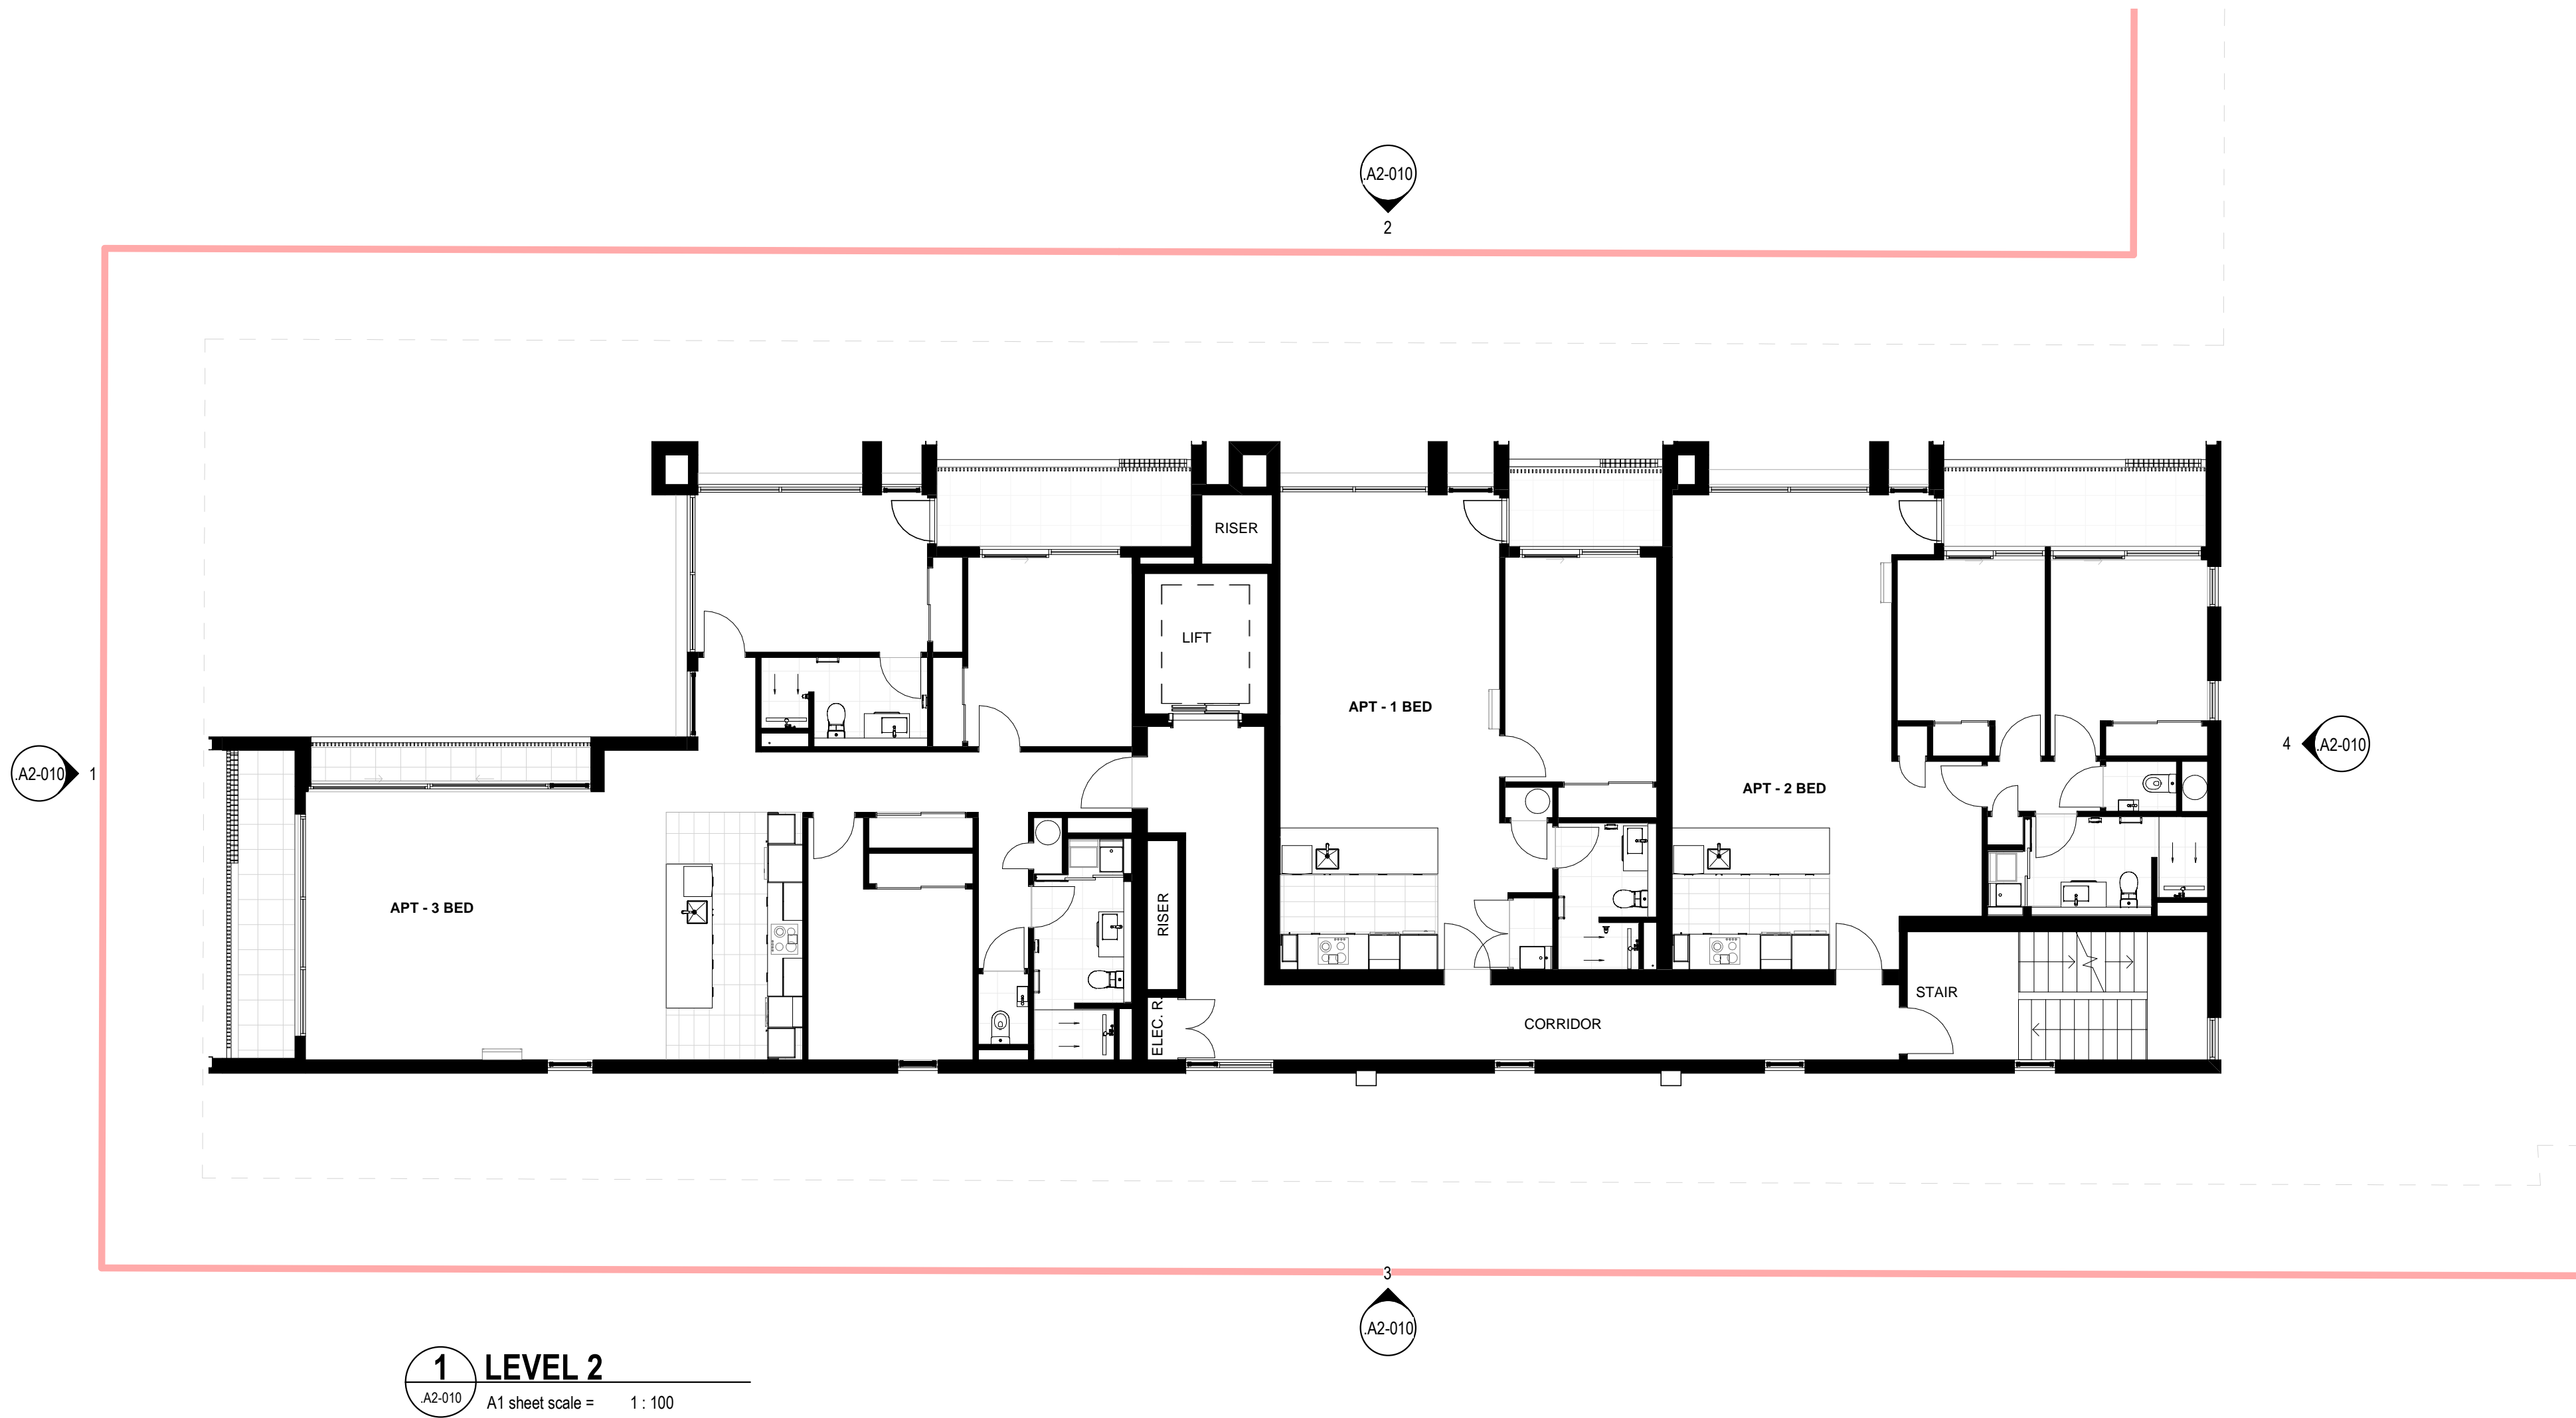 .A2-010
2
RISER
LIFT
APT - 1 BED
.A2-010
1
4
.A2-010
APT - 2 BED
APT - 3 BED
RISER
STAIR
ELEC. R.
CORRIDOR
3
.A2-010
1
LEVEL 2
.A2-010
A1 sheet scale = 1 : 100